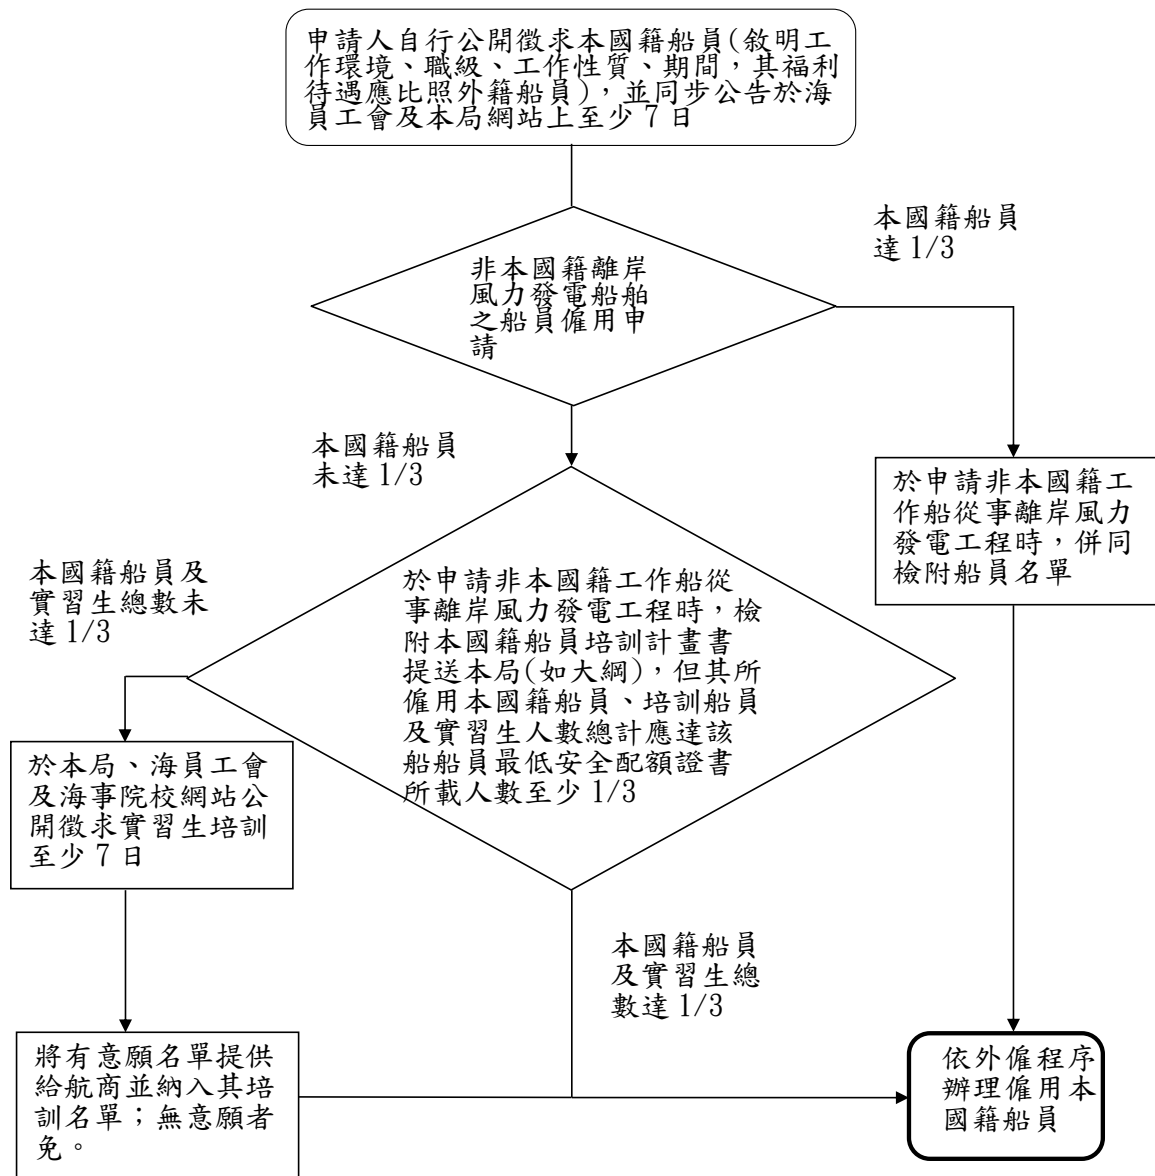 申請人自行公開徵求本國籍船員(敘明工
作環境、職級、工作性質、期間，其福利
待遇應比照外籍船員)，並同步公告於海
員工會及本局網站上至少 7 日
本國籍船員
達 1/3
非本國籍離岸
風力發電船舶
之船員僱用申
請
本國籍船員
未達 1/3
於申請非本國籍工
作船從事離岸風力
發電工程時，併同
檢附船員名單
本國籍船員及
實習生總數未
達 1/3
於申請非本國籍工作船從
事離岸風力發電工程時，檢
附本國籍船員培訓計畫書
提送本局(如大綱)，但其所
僱用本國籍船員、培訓船員
及實習生人數總計應達該
船船員最低安全配額證書
所載人數至少 1/3
於本局、海員工會
及海事院校網站公
開徵求實習生培訓
至少 7 日
本國籍船員
及實習生總
數達 1/3
將有意願名單提供
給航商並納入其培
訓名單；無意願者
免。
依外僱程序
辦理僱用本
國籍船員